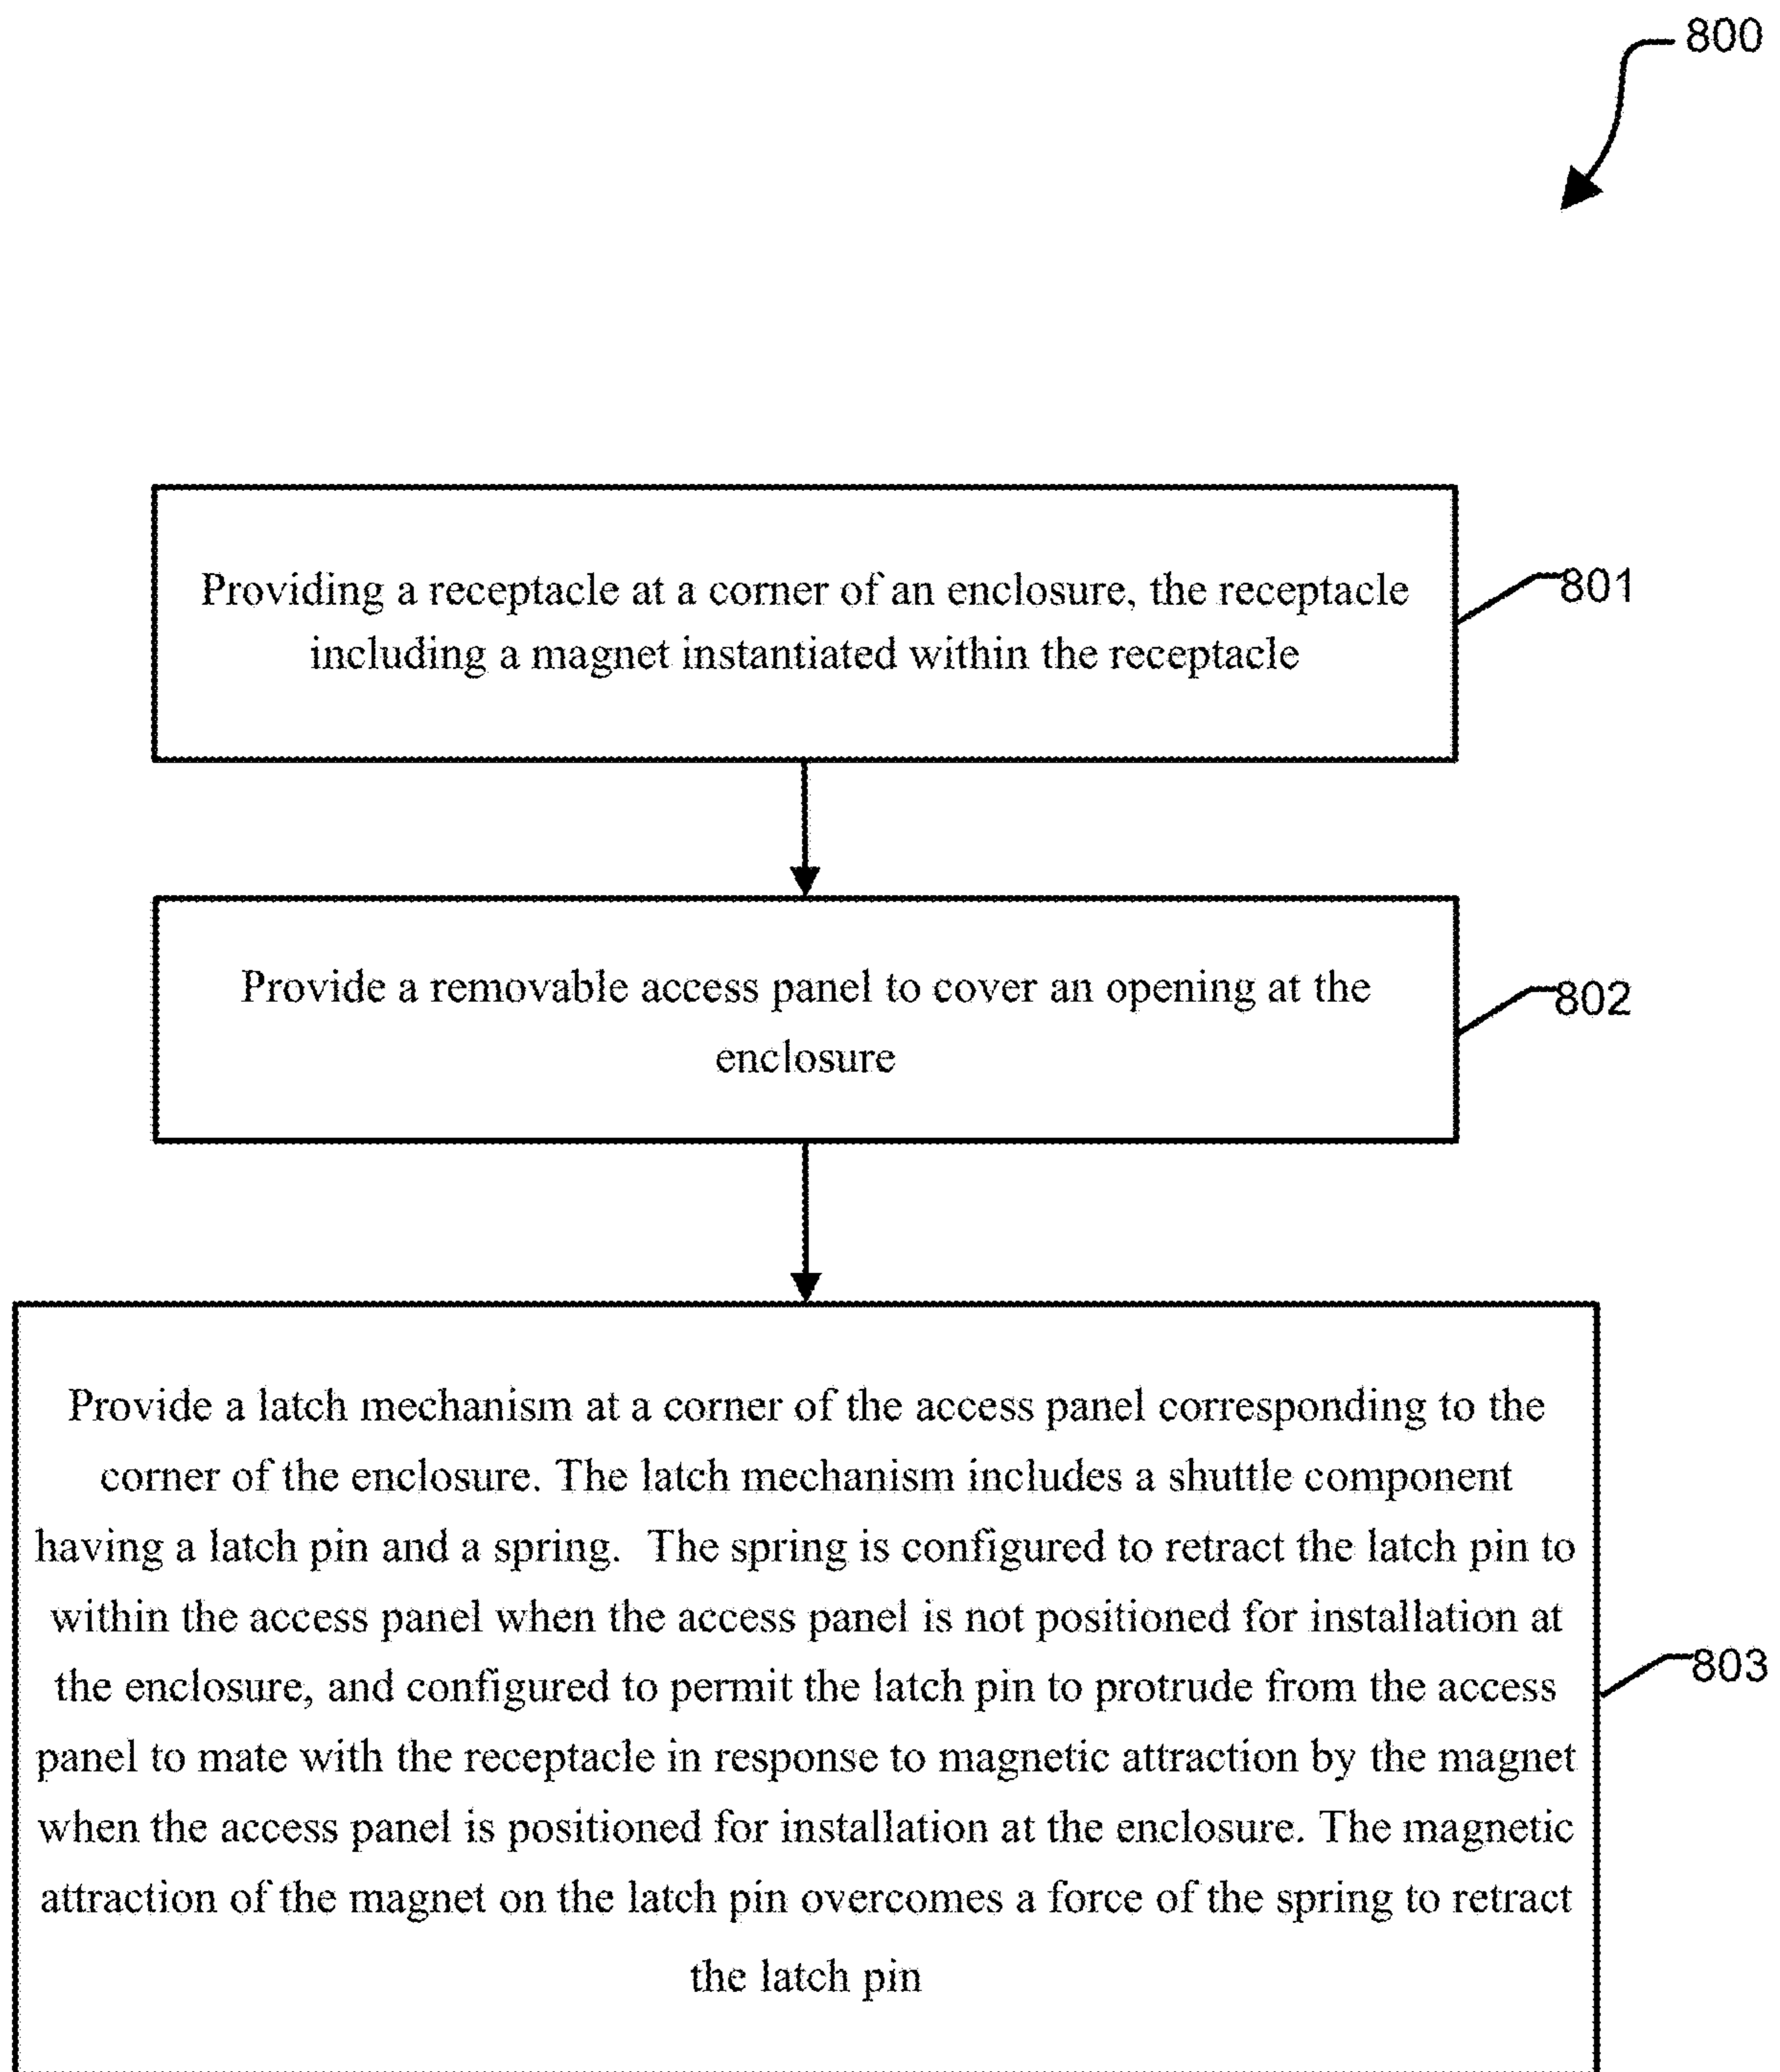 800
Providing a receptacle at a corner of an enclosure, the receptacle
including a magnet instantiated within the receptacle
801
Provide a removable access panel to cover an opening at the
enclosure
802
Provide a latch mechanism at a corner of the access panel corresponding to the
corner of the enclosure. The latch mechanism includes a shuttle component
having a latch pin and a spring.  The spring is configured to retract the latch pin to
within the access panel when the access panel is not positioned for installation at
the enclosure, and configured to permit the latch pin to protrude from the access
panel to mate with the receptacle in response to magnetic attraction by the magnet
when the access panel is positioned for installation at the enclosure. The magnetic
attraction of the magnet on the latch pin overcomes a force of the spring to retract
the latch pin
803